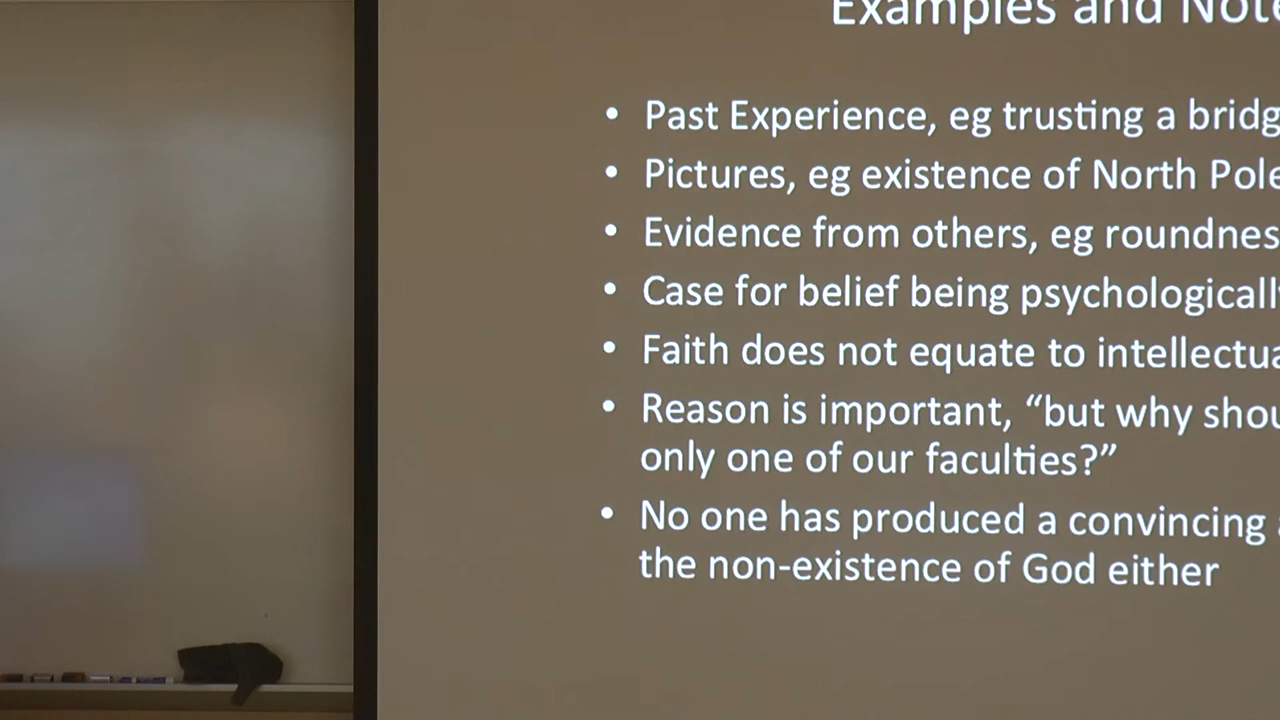 Examples and
• Past Experience, eg trusting a
• Pictures, eg existence of North Pole
• Evidence from others, eg
• Case for belief being
• Faith does not equate to
• Reason is important, “but why
only one of our faculties?”
• No one has produced a convincing
the non-existence of God either